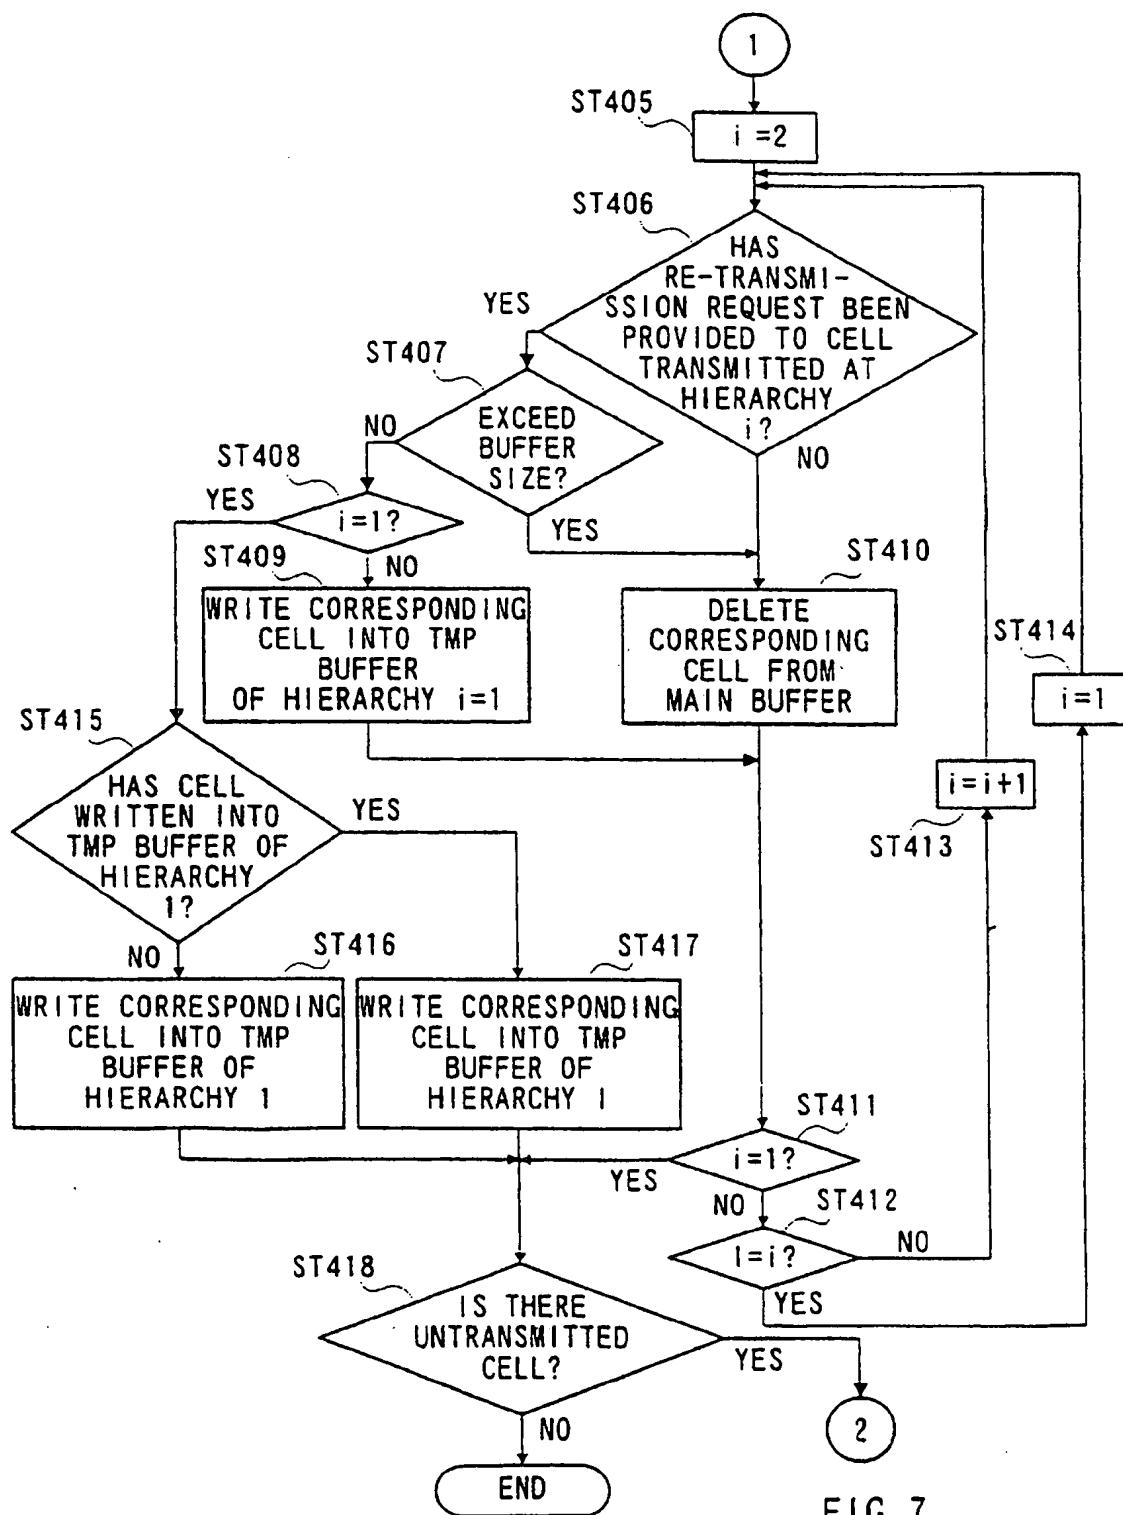 1
ST405
i =2
ST406
HAS
RE-TRANSMI-
SSION REQUEST BEEN
PROVIDED TO CELL
TRANSMITTED AT
HIERARCHY
i?
YES
NO
ST407
EXCEED
BUFFER
SIZE?
NO
YES
ST408
i=1?
YES
NO
ST409
WRITE CORRESPONDING
CELL INTO TMP
BUFFER
OF HIERARCHY i=1
ST410
DELETE
CORRESPONDING
CELL FROM
MAIN BUFFER
ST414
i=1
i=i+1
ST413
ST415
HAS CELL
WRITTEN INTO
TMP BUFFER OF
HIERARCHY
1?
YES
NO
ST416
WRITE CORRESPONDING
CELL INTO TMP
BUFFER OF
HIERARCHY 1
ST417
WRITE CORRESPONDING
CELL INTO TMP
BUFFER OF
HIERARCHY I
ST411
i=1?
YES
NO
ST412
I=i?
NO
YES
ST418
IS THERE
UNTRANSMITTED
CELL?
YES
NO
2
END
FIG. 7